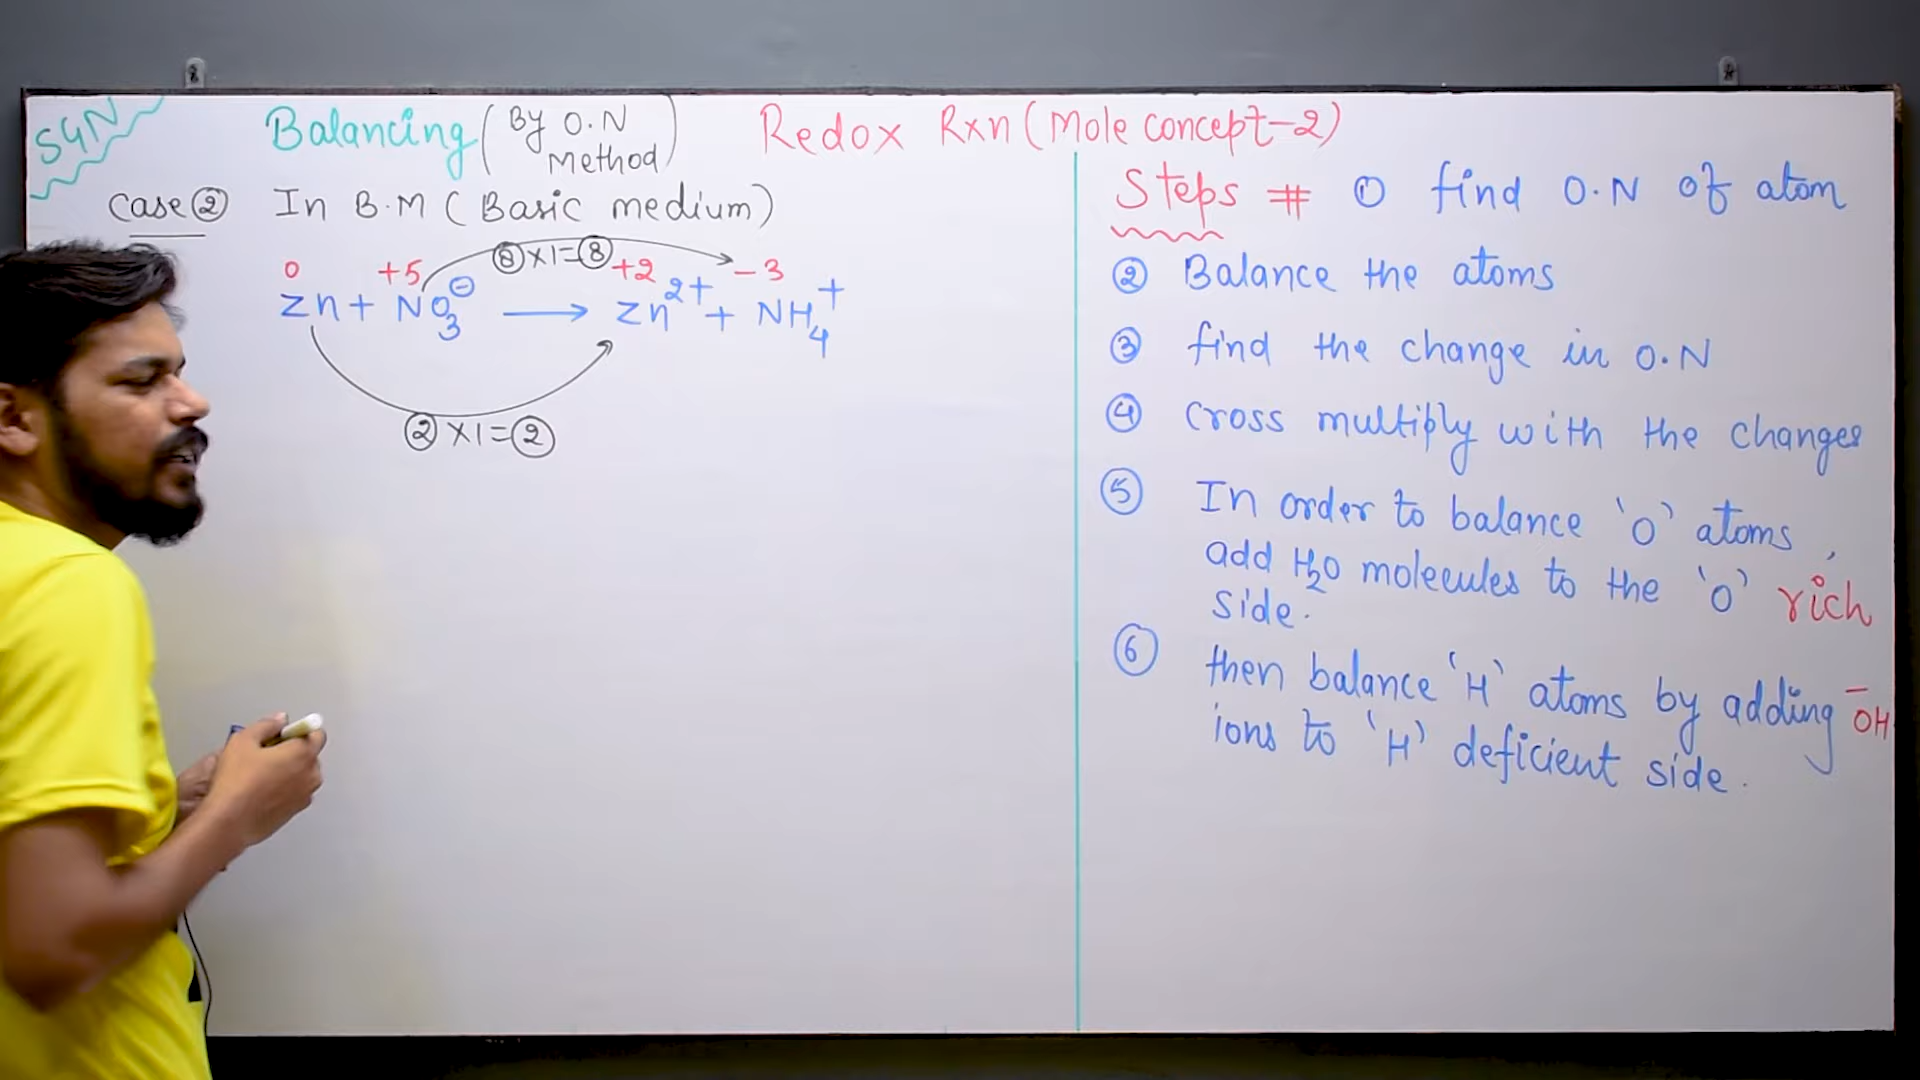 SGN
Balancing (By O.N Method)
Redox Rxn (Mole concept-2)
Case ② In B.M (Basic medium)
⑧×1=⑧
0 +5 +2 -3
Zn + NO₃⊖ ⟶ Zn²⁺ + NH₄⁺
②×1=②
Steps # ① find O.N of atom
② Balance the atoms
③ find the change in O.N
④ Cross multiply with the changes
⑤ In order to balance 'O' atoms,
add H₂O molecules to the 'O' rich
side.
⑥ then balance 'H' atoms by adding ⁻OH
ions to 'H' deficient side.